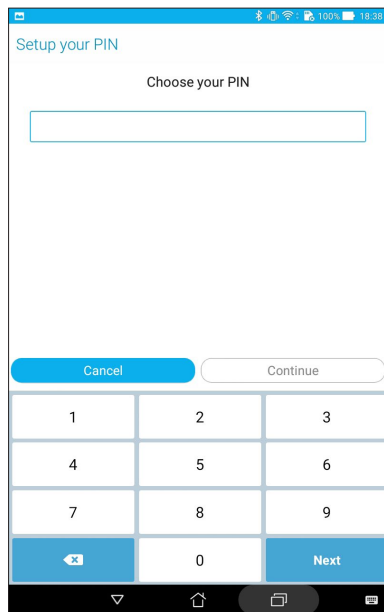 100% 18:38
Setup your PIN
Choose your PIN
Cancel Continue
1 2 3
4 5 6
7 8 9
0 Next